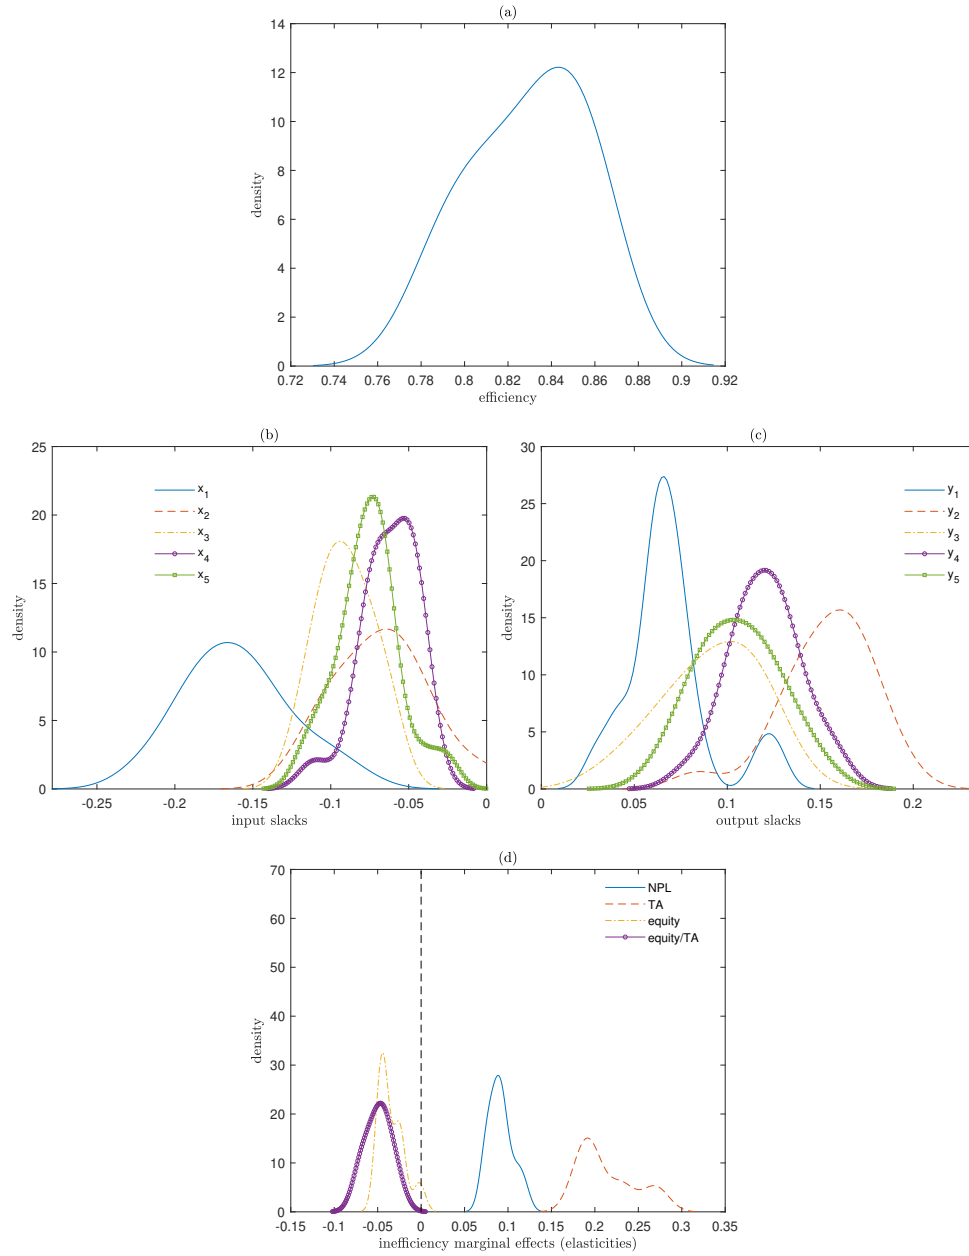 (a)
14
12
10
8
6
4
2
0
density
0.72 0.74 0.76 0.78 0.8 0.82 0.84 0.86 0.88 0.9 0.92
efficiency
(b)
25
20
15
10
5
0
density
x1
x2
x3
x4
x5
-0.25 -0.2 -0.15 -0.1 -0.05 0
input slacks
(c)
30
25
20
15
10
5
0
density
y1
y2
y3
y4
y5
0 0.05 0.1 0.15 0.2
output slacks
(d)
70
60
50
40
30
20
10
0
density
NPL
TA
equity
equity/TA
-0.15 -0.1 -0.05 0 0.05 0.1 0.15 0.2 0.25 0.3 0.35
inefficiency marginal effects (elasticities)